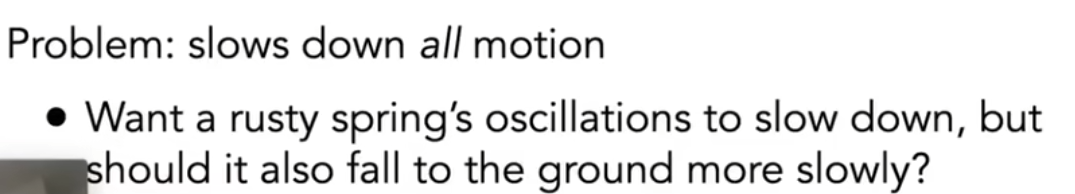 Problem: slows down all motion
• Want a rusty spring's oscillations to slow down, but
should it also fall to the ground more slowly?